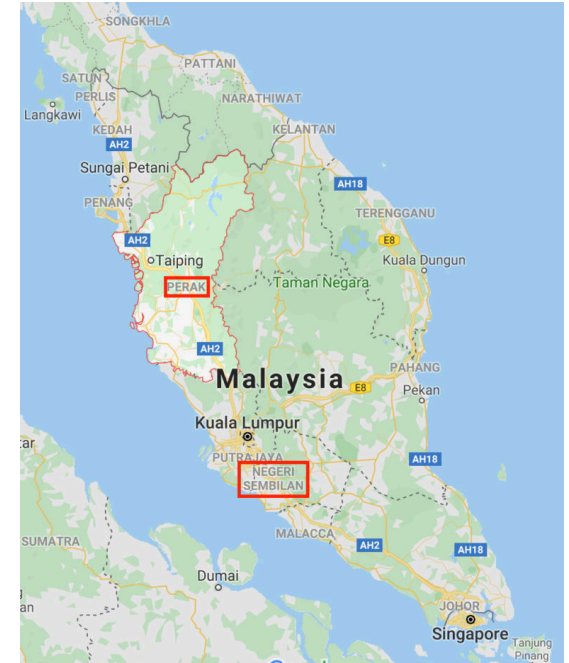 SONGKHLA
PATTANI
SATUN
PERLIS
NARATHIWAT
Langkawi
KEDAH
KELANTAN
AH2
Sungai Petani
AH18
PENANG
TERENGGANU
AH2
E8
Taiping
Kuala Dungun
PERAK
Taman Negara
AH2
PAHANG
Malaysia
E8
Pekan
Kuala Lumpur
tar
PUTRAJAYA
AH18
NEGERI
SEMBILAN
MALACCA
SUMATRA
AH2
AH18
Dumai
an
JOHOR
Singapore
Tanjung
Pinang